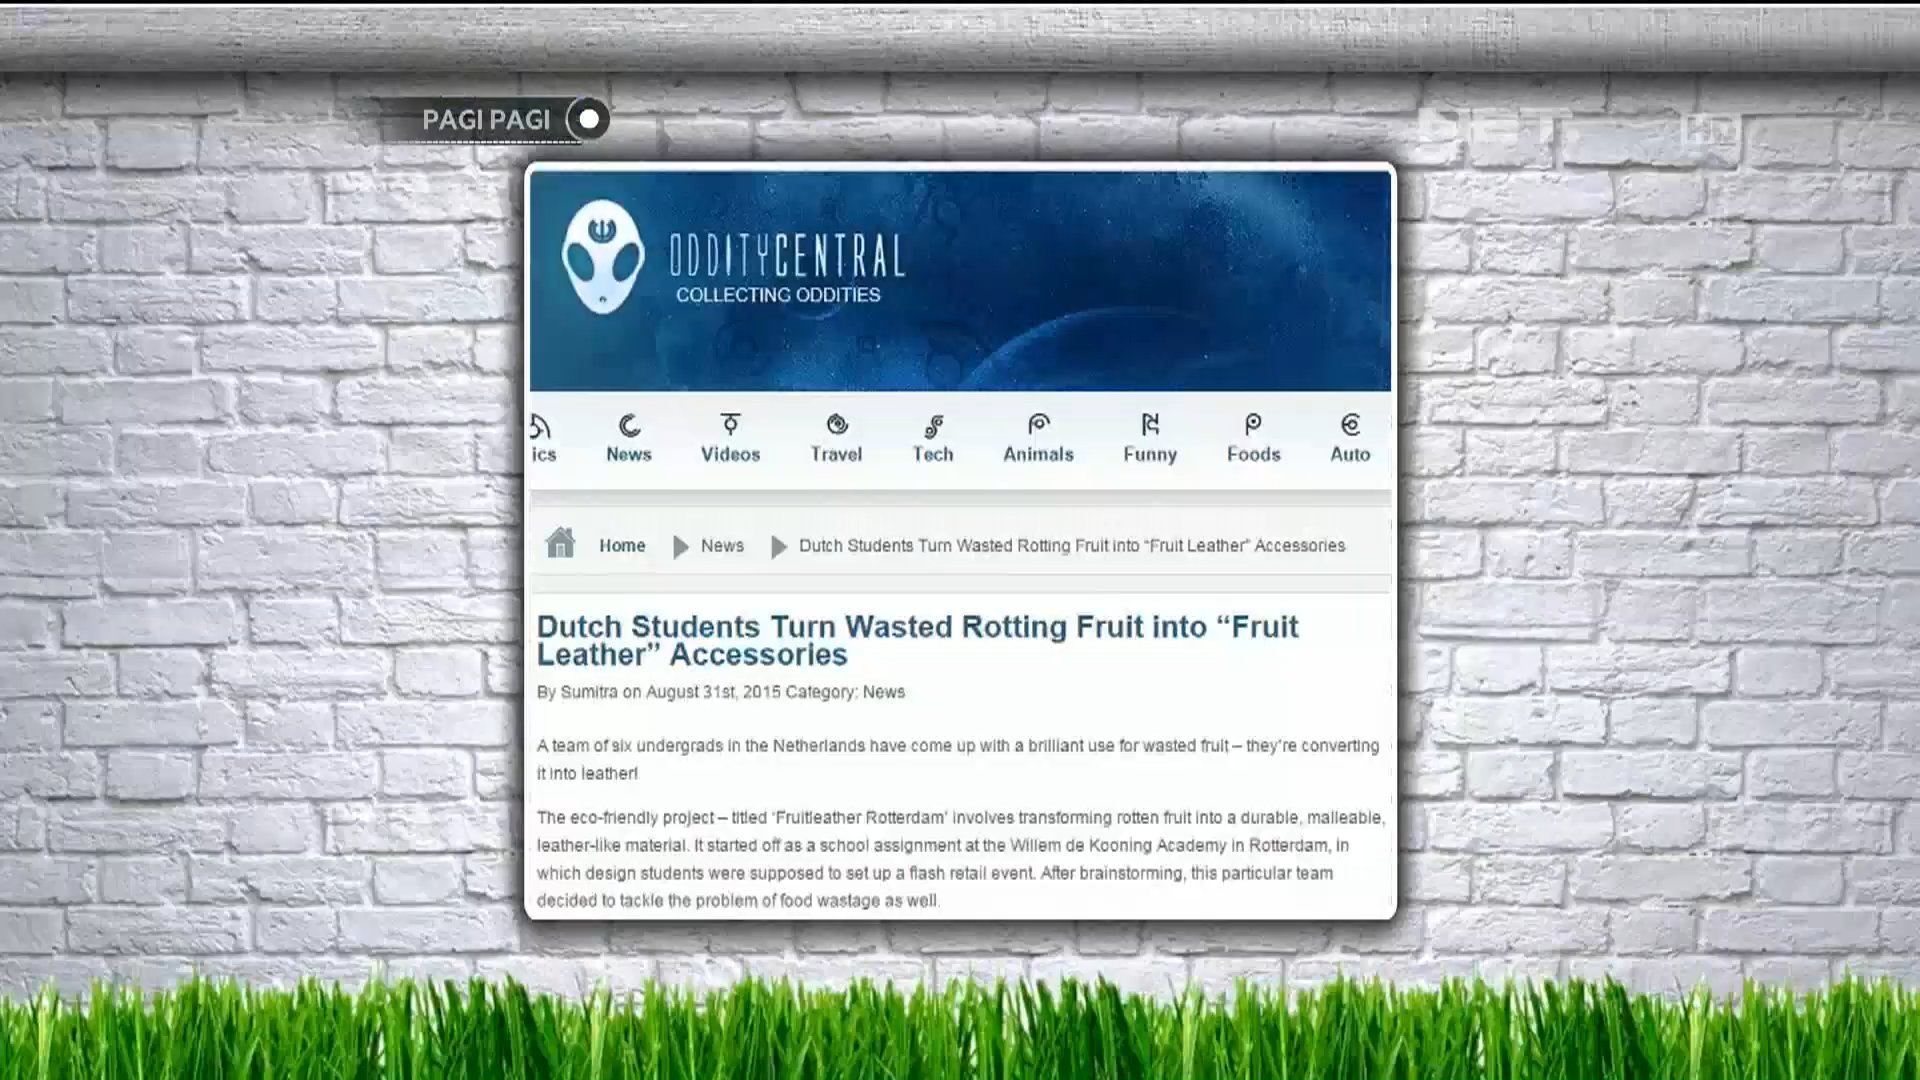 PAGI PAGI
NET.
HD
ODDITYCENTRAL
COLLECTING ODDITIES
ics News Videos Travel Tech Animals Funny Foods Auto
Home News Dutch Students Turn Wasted Rotting Fruit into “Fruit Leather” Accessories
Dutch Students Turn Wasted Rotting Fruit into “Fruit
Leather” Accessories
By Sumitra on August 31st, 2015 Category: News
A team of six undergrads in the Netherlands have come up with a brilliant use for wasted fruit – they're converting
it into leather!
The eco-friendly project – titled ‘Fruitleather Rotterdam’ involves transforming rotten fruit into a durable, malleable,
leather-like material. It started off as a school assignment at the Willem de Kooning Academy in Rotterdam, in
which design students were supposed to set up a flash retail event. After brainstorming, this particular team
decided to tackle the problem of food wastage as well.